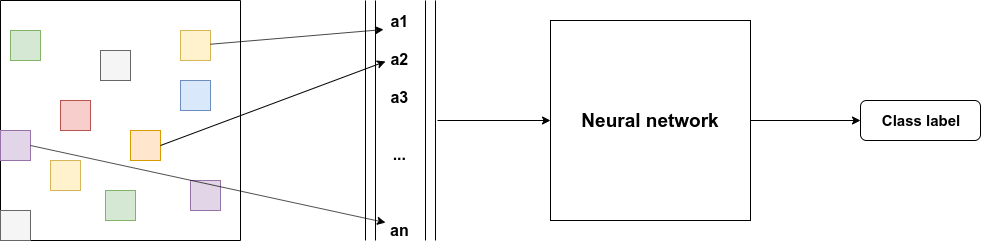 a1
a2
a3
...
an
Neural network
Class label